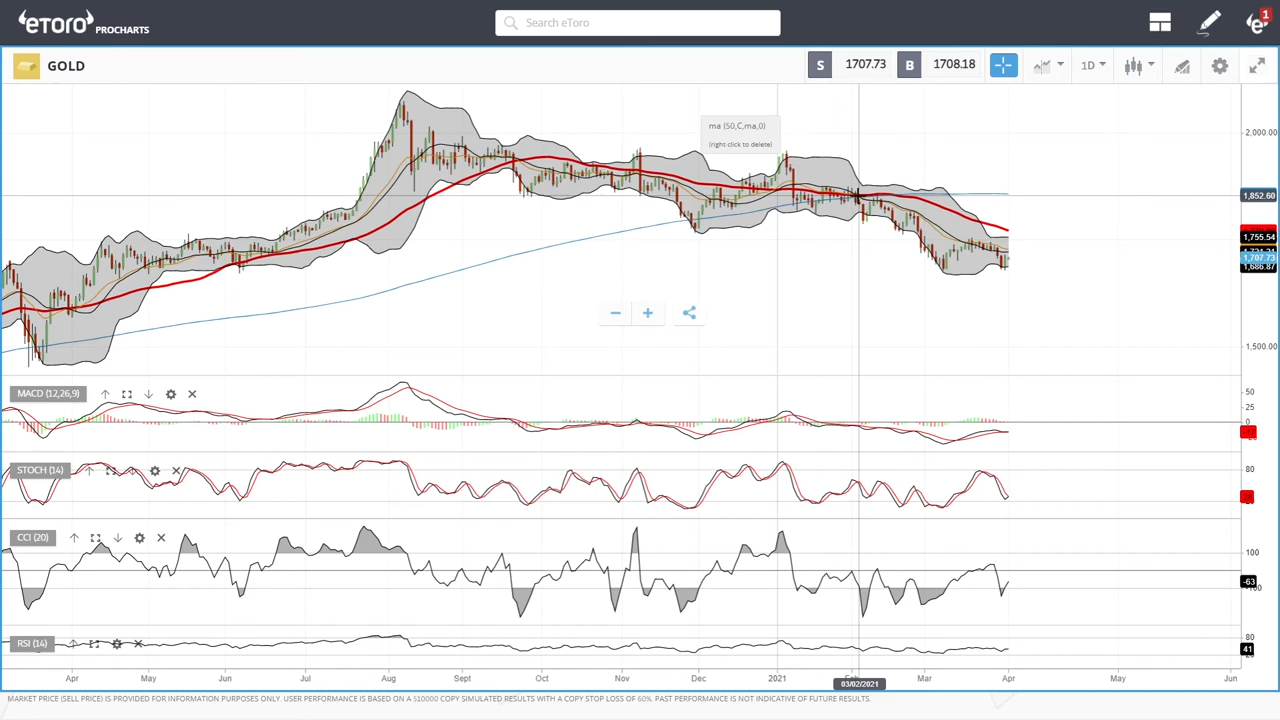 eToro PROCHARTS
Search eToro
1
GOLD
S 1707.73 B 1708.18
1D
ma (50,C,ma,0)
(right click to delete)
2,000.00
1,852.60
1,755.54
1,707.73
1,686.87
1,500.00
MACD (12,26,9)
50
25
0
STOCH (14)
80
CCI (20)
100
-63
RSI (14)
80
41
Apr May Jun Jul Aug Sept Oct Nov Dec 2021 Mar Apr May Jun
03/02/2021
MARKET PRICE (SELL PRICE) IS PROVIDED FOR INFORMATION PURPOSES ONLY. USER PERFORMANCE IS BASED ON A $10000 COPY SIMULATED RESULTS WITH A COPY STOP LOSS OF 60%. PAST PERFORMANCE IS NOT INDICATIVE OF FUTURE RESULTS.